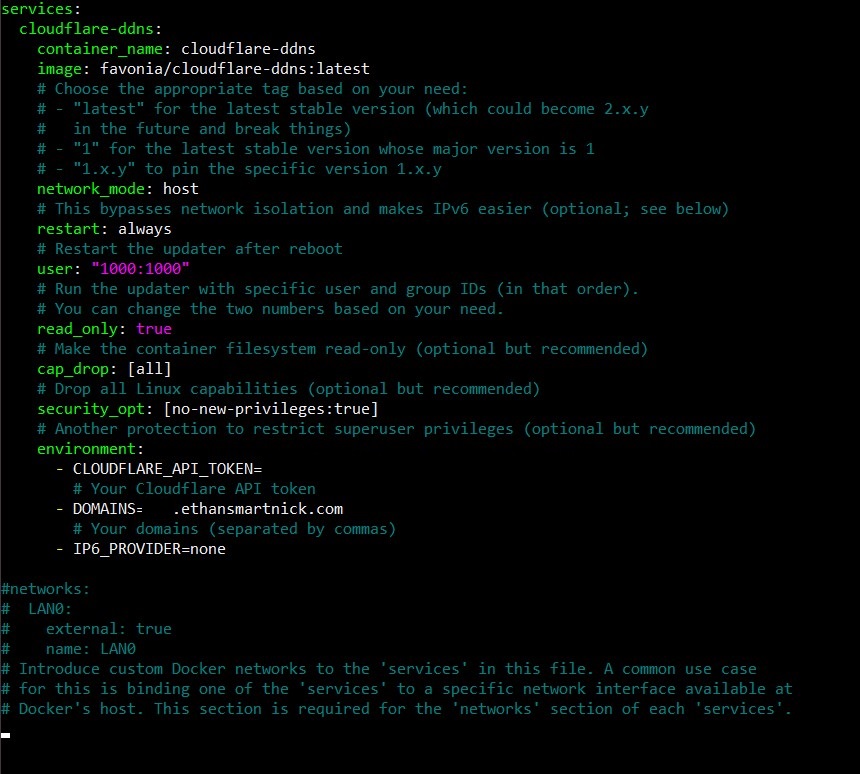 services:
  cloudflare-ddns:
    container_name: cloudflare-ddns
    image: favonia/cloudflare-ddns:latest
    # Choose the appropriate tag based on your need:
    # - "latest" for the latest stable version (which could become 2.x.y
    #   in the future and break things)
    # - "1" for the latest stable version whose major version is 1
    # - "1.x.y" to pin the specific version 1.x.y
    network_mode: host
    # This bypasses network isolation and makes IPv6 easier (optional; see below)
    restart: always
    # Restart the updater after reboot
    user: "1000:1000"
    # Run the updater with specific user and group IDs (in that order).
    # You can change the two numbers based on your need.
    read_only: true
    # Make the container filesystem read-only (optional but recommended)
    cap_drop: [all]
    # Drop all Linux capabilities (optional but recommended)
    security_opt: [no-new-privileges:true]
    # Another protection to restrict superuser privileges (optional but recommended)
    environment:
      - CLOUDFLARE_API_TOKEN=
        # Your Cloudflare API token
      - DOMAINS=   .ethansmartnick.com
        # Your domains (separated by commas)
      - IP6_PROVIDER=none

#networks:
#  LAN0:
#    external: true
#    name: LAN0
# Introduce custom Docker networks to the 'services' in this file. A common use case
# for this is binding one of the 'services' to a specific network interface available at
# Docker's host. This section is required for the 'networks' section of each 'services'.